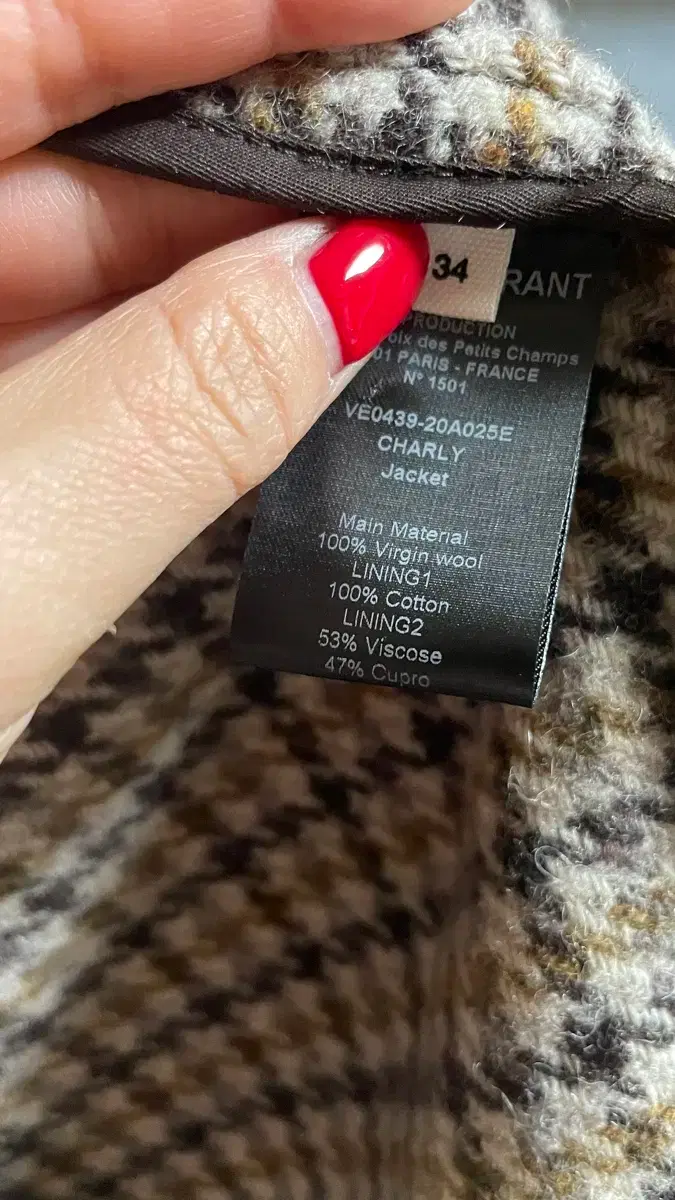 34
RANT
PRODUCTION
oix des Petits Champs
01 PARIS - FRANCE
N° 1501
VE0439-20A025E
CHARLY
Jacket
Main Material
100% Virgin wool
LINING1
100% Cotton
LINING2
53% Viscose
47% Cupro